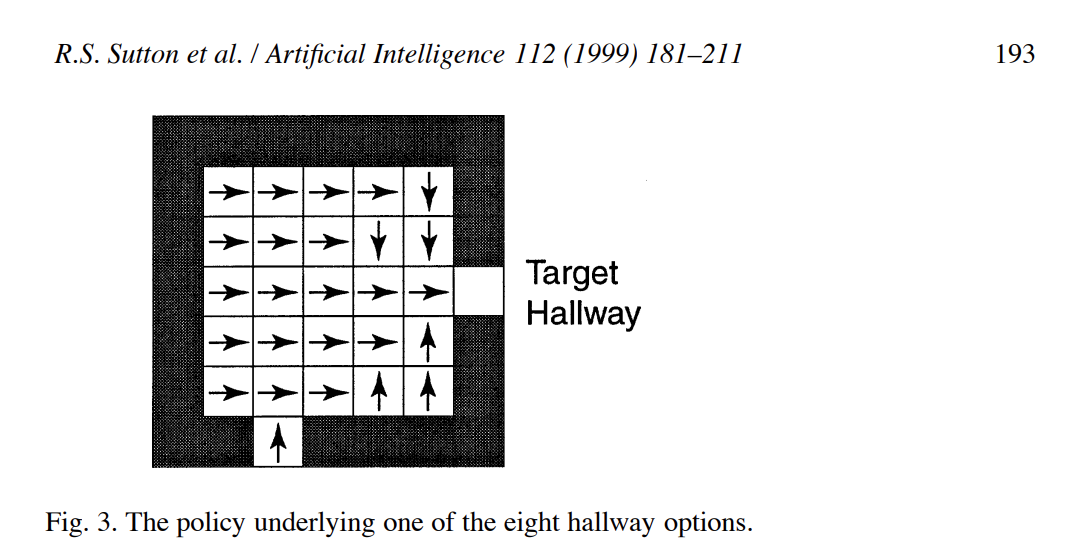 R.S. Sutton et al. / Artificial Intelligence 112 (1999) 181–211 193
Target
Hallway
Fig. 3. The policy underlying one of the eight hallway options.